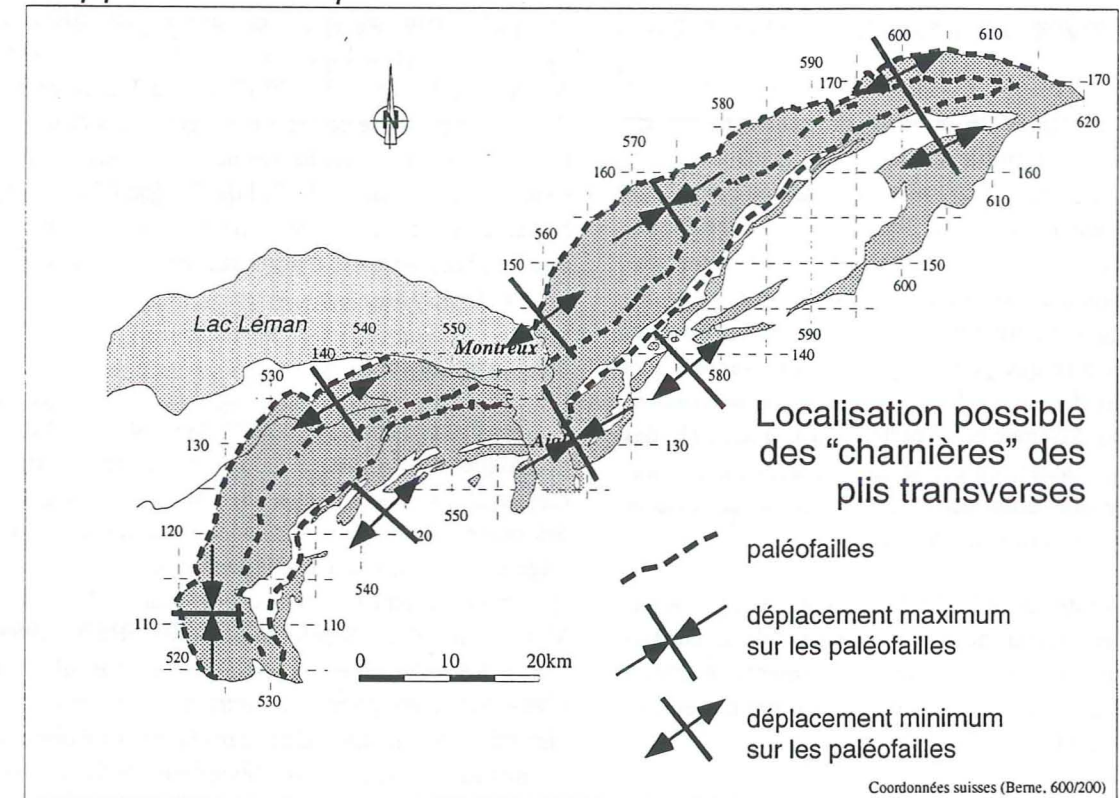 N
600
610
590
170
170
580
620
570
160
160
610
560
150
150
600
Lac Léman
540
550
590
Montreux
140
140
530
580
Localisation possible
des "charnières" des
plis transverses
130
130
paléofailles
120
550
120
540
déplacement maximum
sur les paléofailles
110
110
520
0 10 20km
530
déplacement minimum
sur les paléofailles
Coordonnées suisses (Berne, 600/200)